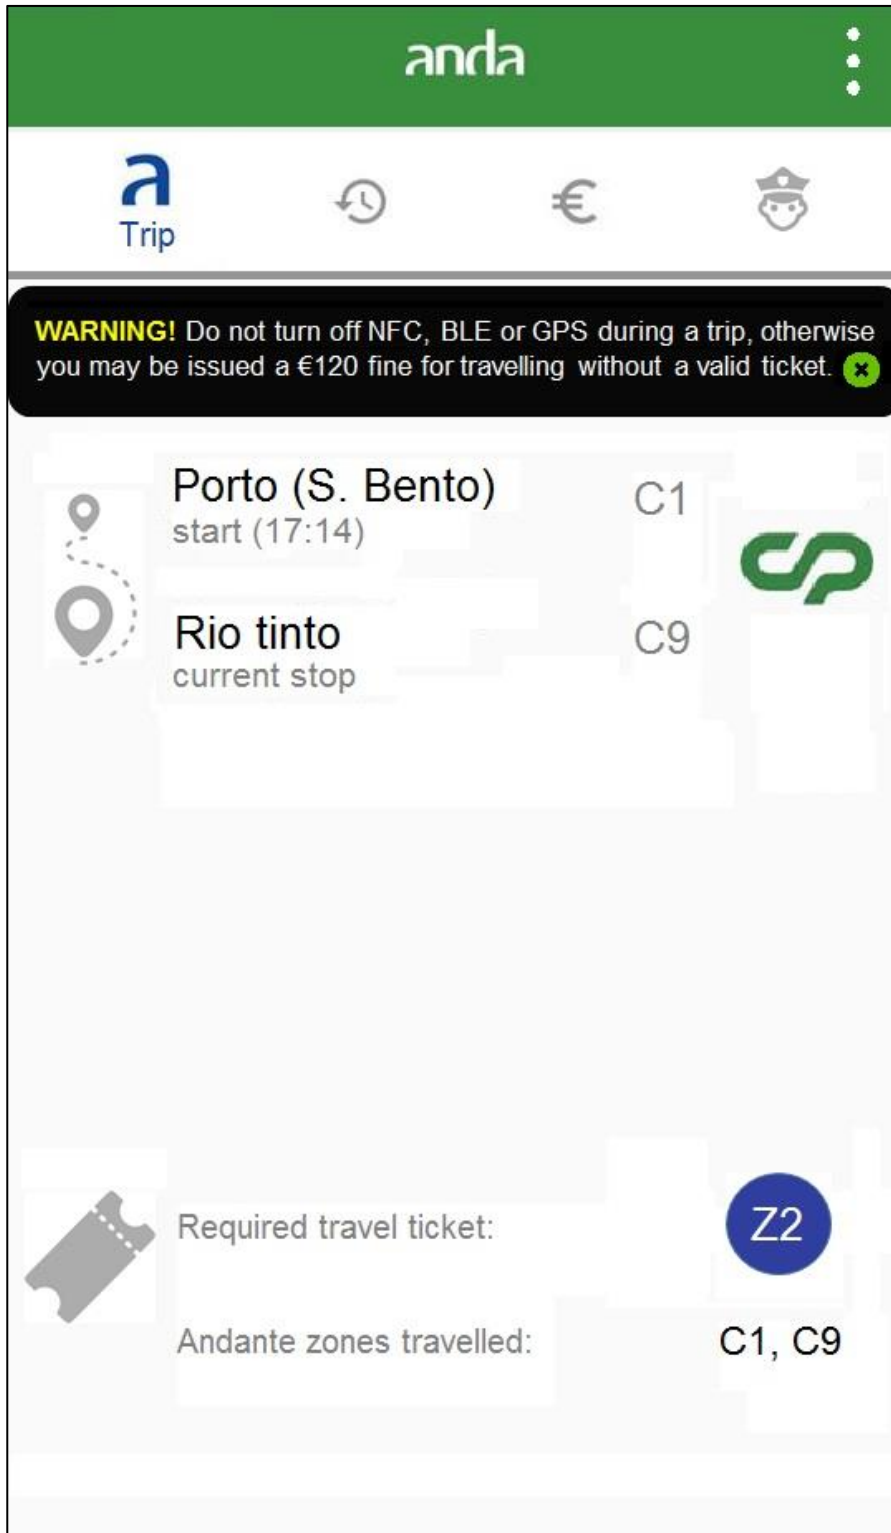 anda
a
Trip
€
WARNING! Do not turn off NFC, BLE or GPS during a trip, otherwise
you may be issued a €120 fine for travelling without a valid ticket.
Porto (S. Bento) C1
start (17:14)
cp
Rio tinto C9
current stop
Required travel ticket: Z2
Andante zones travelled: C1, C9